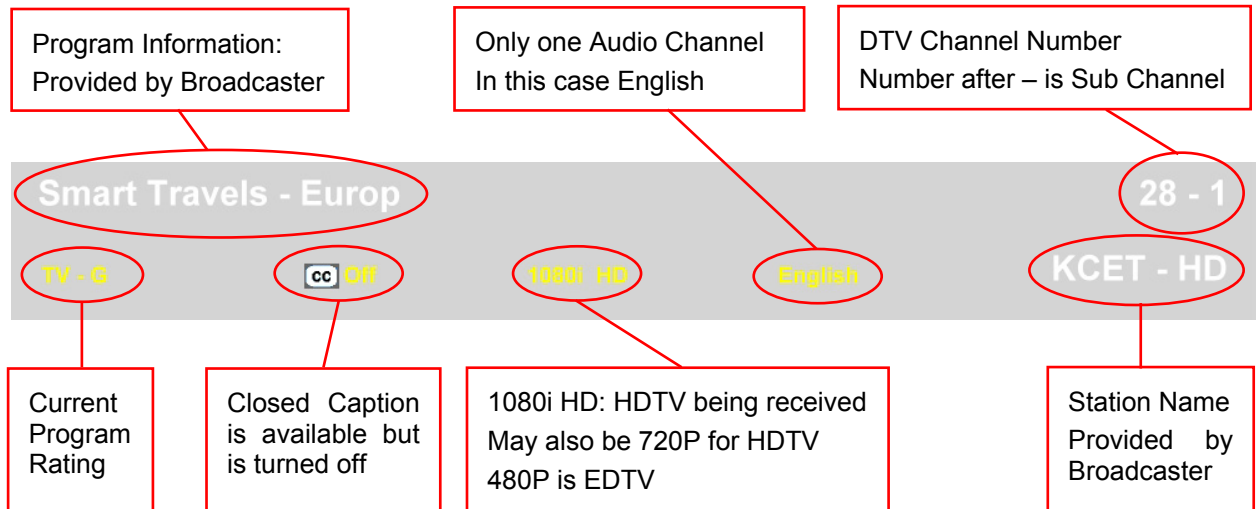 Program Information:
Provided by Broadcaster
Only one Audio Channel
In this case English
DTV Channel Number
Number after – is Sub Channel
Smart Travels - Europ
28 - 1
TV - G
CC Off
1080i HD
English
KCET - HD
Current
Program
Rating
Closed Caption
is available but
is turned off
1080i HD: HDTV being received
May also be 720P for HDTV
480P is EDTV
Station Name
Provided by
Broadcaster